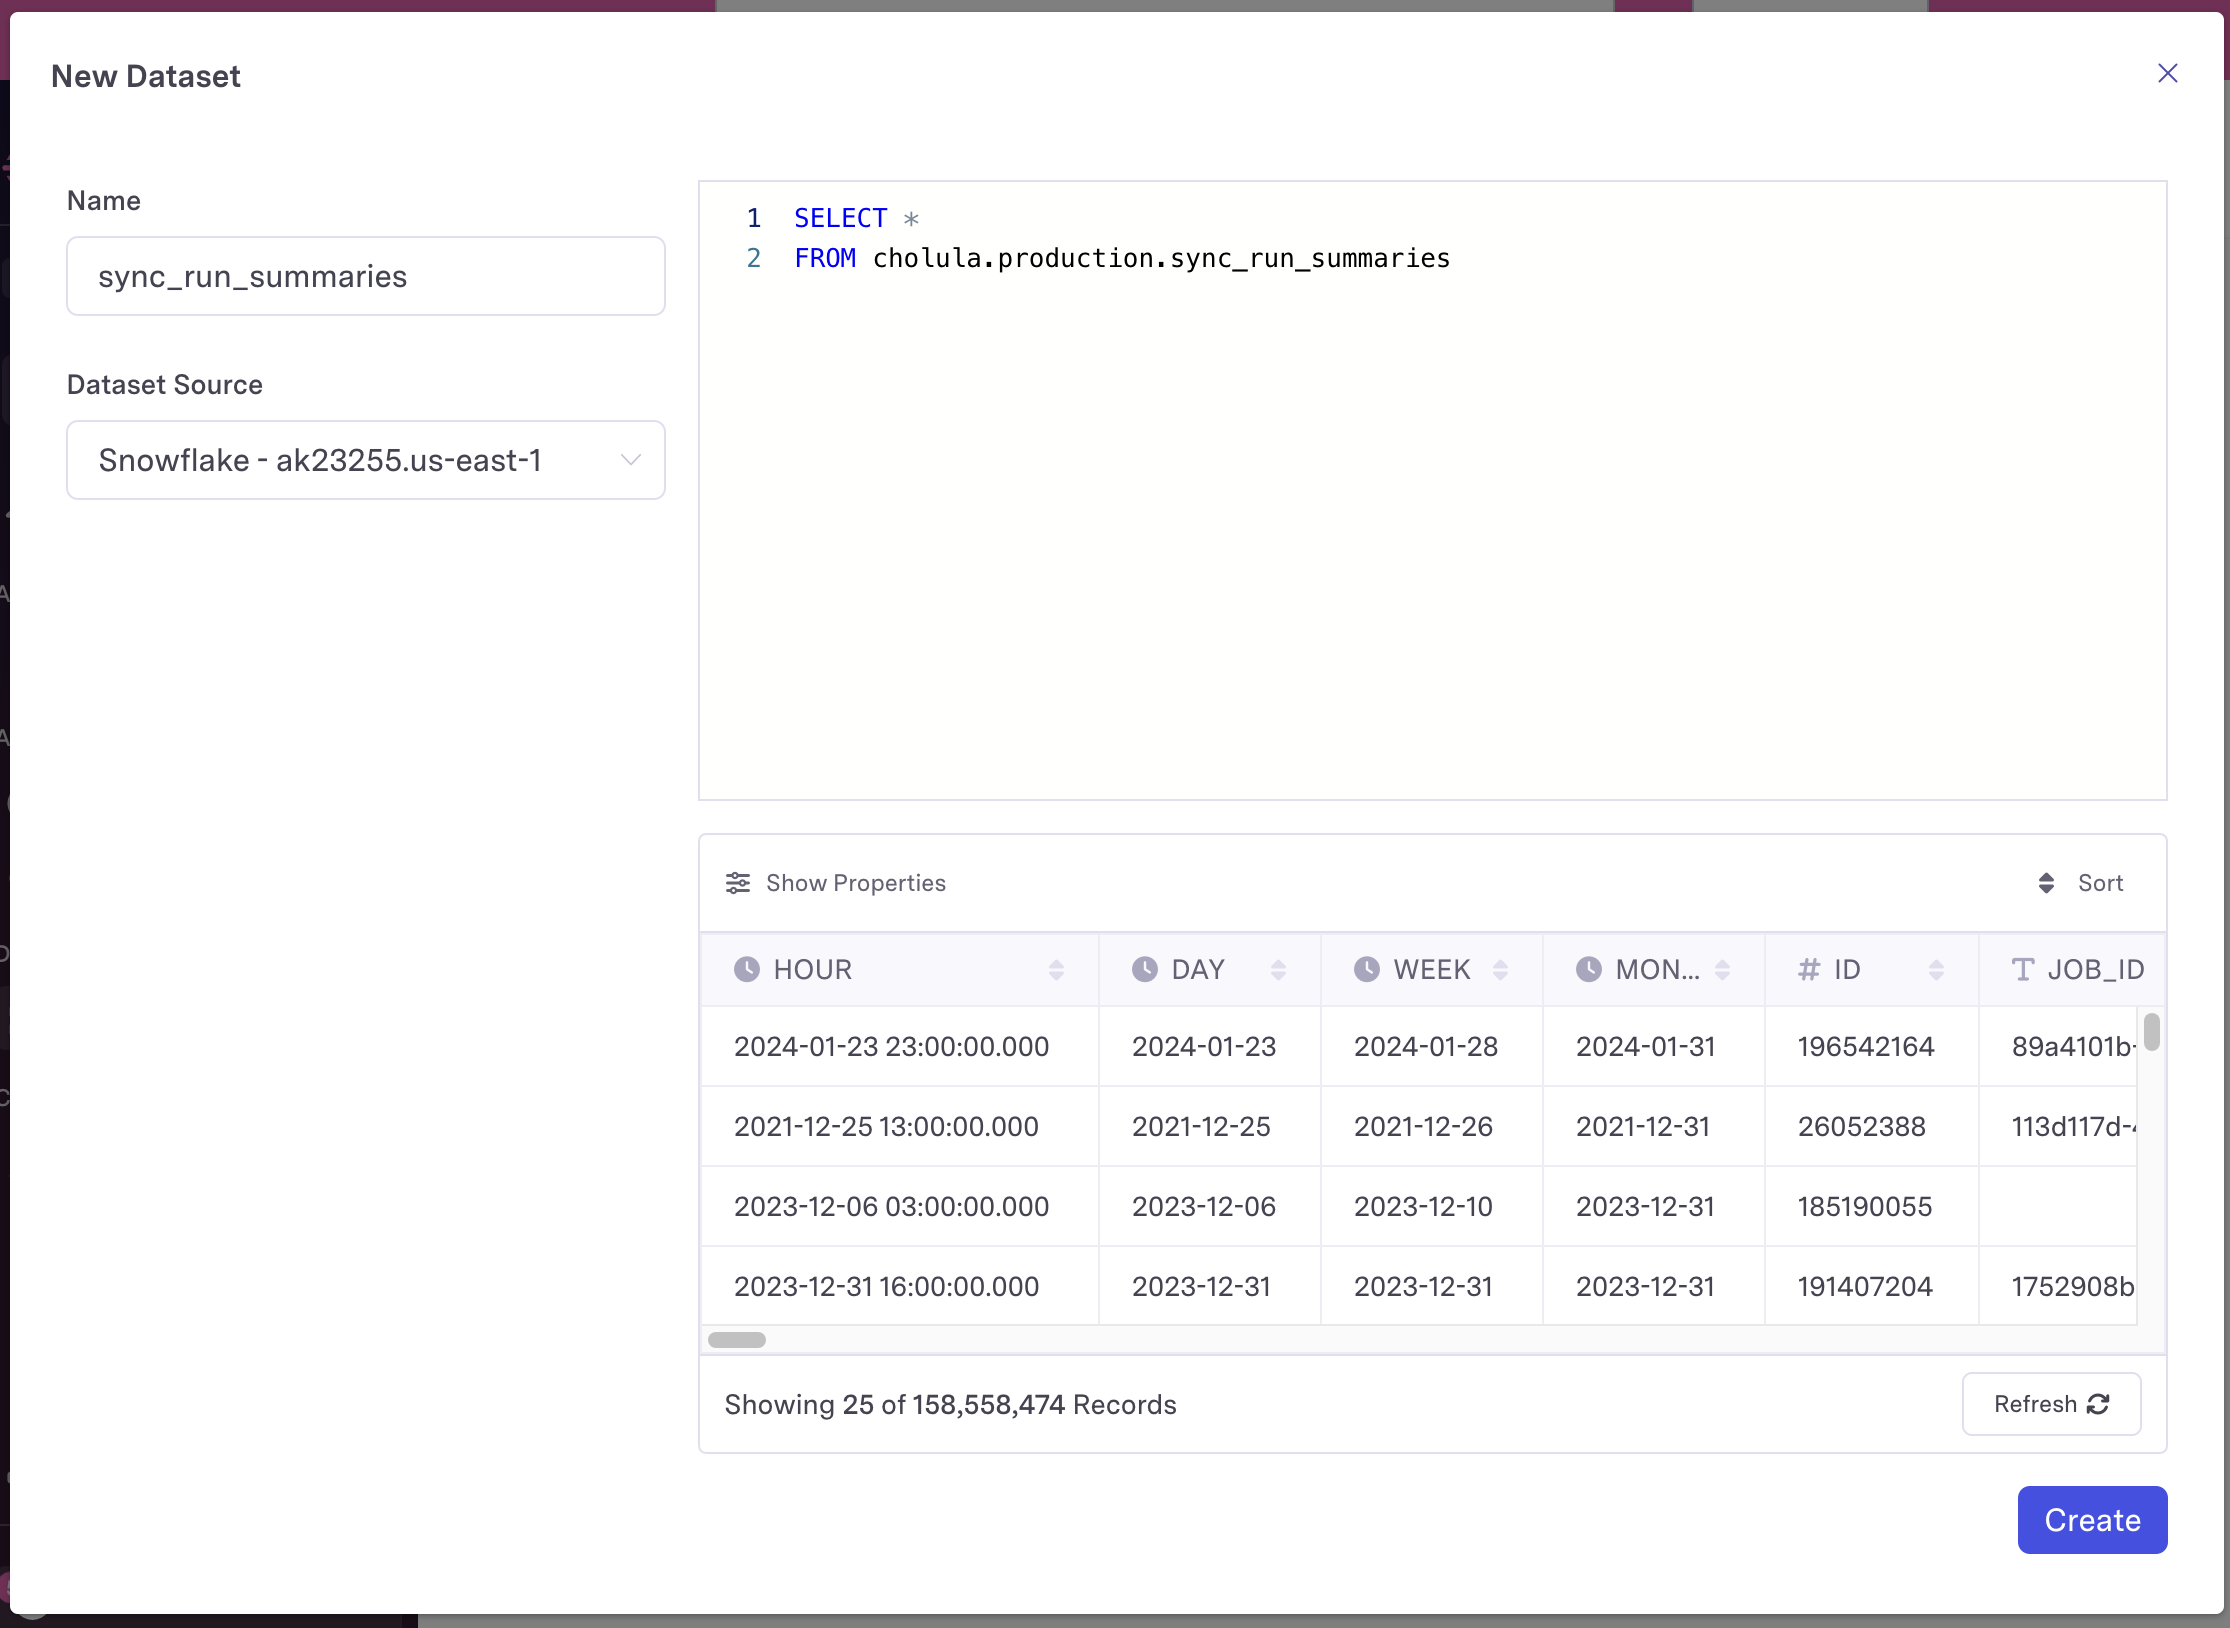 New Dataset
Name
sync_run_summaries
Dataset Source
Snowflake - ak23255.us-east-1
1 SELECT *
2 FROM cholula.production.sync_run_summaries
Show Properties
Sort
HOUR DAY WEEK MON... # ID JOB_ID
2024-01-23 23:00:00.000 2024-01-23 2024-01-28 2024-01-31 196542164 89a4101b-
2021-12-25 13:00:00.000 2021-12-25 2021-12-26 2021-12-31 26052388 113d117d-
2023-12-06 03:00:00.000 2023-12-06 2023-12-10 2023-12-31 185190055
2023-12-31 16:00:00.000 2023-12-31 2023-12-31 2023-12-31 191407204 1752908b
Showing 25 of 158,558,474 Records
Refresh
Create